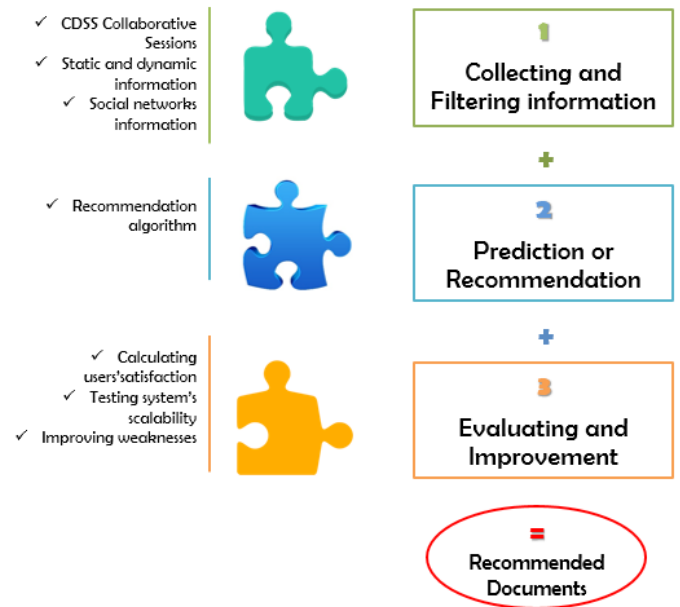 ✓ CDSS Collaborative
Sessions
✓ Static and dynamic
information
✓ Social networks
information
1
Collecting and
Filtering information
+
✓ Recommendation
algorithm
2
Prediction or
Recommendation
+
✓ Calculating
users'satisfaction
✓ Testing system's
scalability
✓ Improving weaknesses
3
Evaluating and
Improvement
=
Recommended
Documents